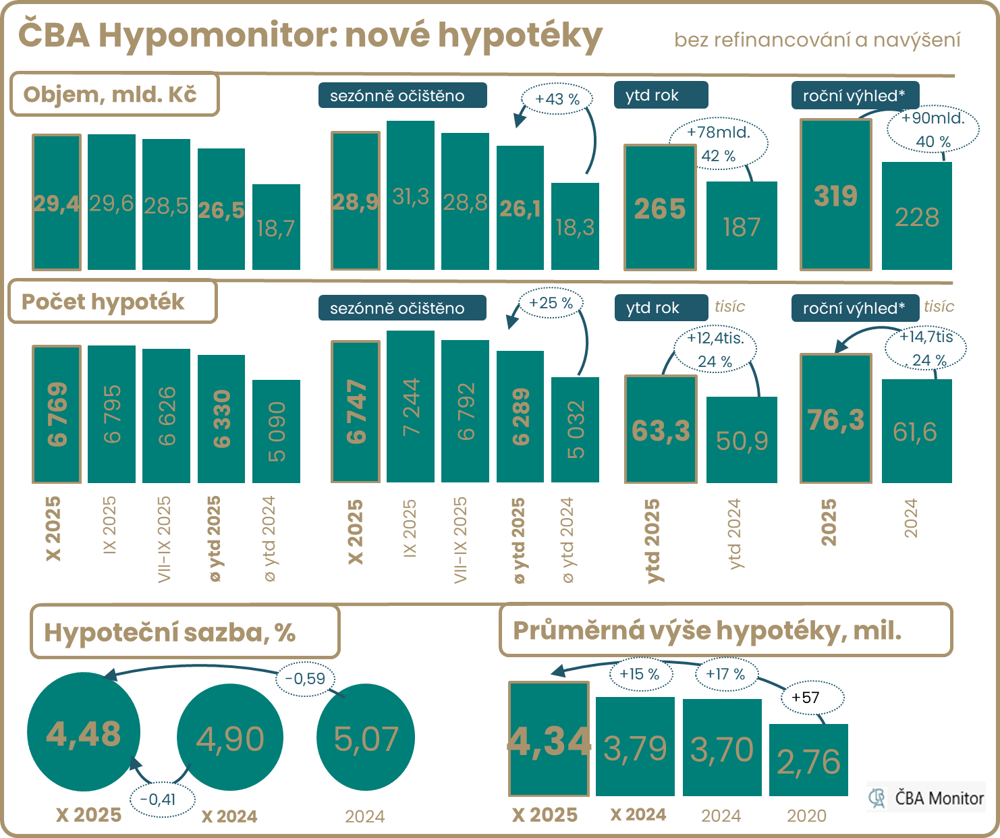 ČBA Hypomonitor: nové hypotéky
bez refinancování a navýšení
Objem, mld. Kč
sezónně očištěno
+43 %
ytd rok
roční výhled*
+78mld.
42 %
+90mld.
40 %
29,4
29,6
28,5
26,5
18,7
28,9
31,3
28,8
26,1
18,3
265
187
319
228
Počet hypoték
sezónně očištěno
+25 %
ytd rok
tisíc
roční výhled*
tisíc
+12,4tis.
24 %
+14,7tis
. 24 %
6 769
6 795
6 626
6 330
5 090
6 747
7 244
6 792
6 289
5 032
63,3
50,9
76,3
61,6
X 2025
IX 2025
VII-IX 2025
ø ytd 2025
ø ytd 2024
X 2025
IX 2025
VII-IX 2025
ø ytd 2025
ø ytd 2024
ytd 2025
ytd 2024
2025
2024
Hypoteční sazba, %
-0,59
4,48
4,90
5,07
-0,41
X 2025
X 2024
2024
Průměrná výše hypotéky, mil.
+15 %
+17 %
+57
4,34
3,79
3,70
2,76
X 2025
X 2024
2024
2020
ČBA Monitor